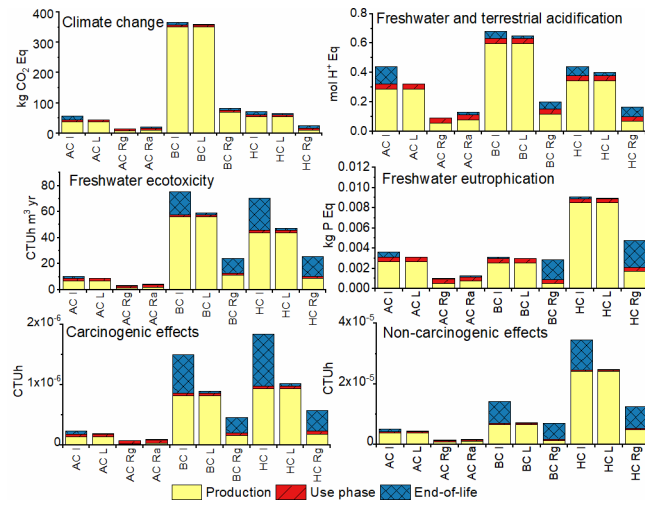 Climate change
kg CO2 Eq
400
300
200
100
0
AC I
AC L
AC Rg
AC Ra
BC I
BC L
BC Rg
HC I
HC L
HC Rg
Freshwater and terrestrial acidification
mol H+ Eq
0.8
0.6
0.4
0.2
0.0
AC I
AC L
AC Rg
AC Ra
BC I
BC L
BC Rg
HC I
HC L
HC Rg
Freshwater ecotoxicity
CTUh m3 yr
80
60
40
20
0
AC I
AC L
AC Rg
AC Ra
BC I
BC L
BC Rg
HC I
HC L
HC Rg
Freshwater eutrophication
kg P Eq
0.012
0.010
0.008
0.006
0.004
0.002
0.000
AC I
AC L
AC Rg
AC Ra
BC I
BC L
BC Rg
HC I
HC L
HC Rg
Carcinogenic effects
CTUh
2x10-6
1x10-6
0
AC I
AC L
AC Rg
AC Ra
BC I
BC L
BC Rg
HC I
HC L
HC Rg
Non-carcinogenic effects
CTUh
4x10-5
2x10-5
0
AC I
AC L
AC Rg
AC Ra
BC I
BC L
BC Rg
HC I
HC L
HC Rg
Production Use phase End-of-life